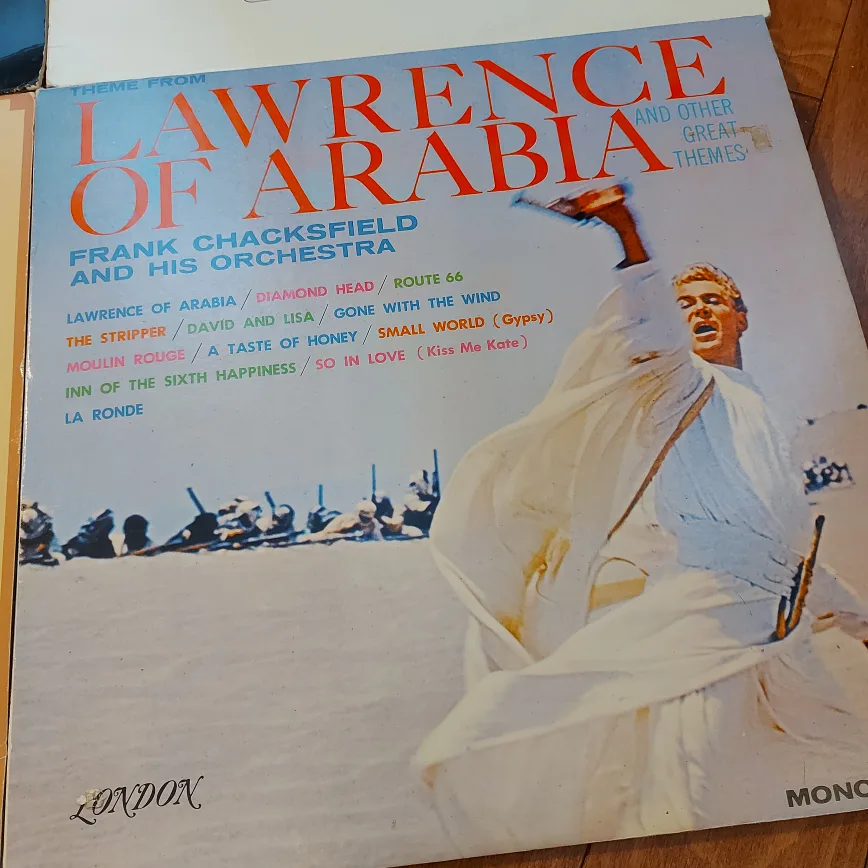 THEME FROM
LAWRENCE
OF ARABIA
AND OTHER
GREAT
THEMES
FRANK CHACKSFIELD
AND HIS ORCHESTRA
LAWRENCE OF ARABIA / DIAMOND HEAD / ROUTE 66
THE STRIPPER / DAVID AND LISA / GONE WITH THE WIND
MOULIN ROUGE / A TASTE OF HONEY / SMALL WORLD (Gypsy)
INN OF THE SIXTH HAPPINESS / SO IN LOVE (Kiss Me Kate)
LA RONDE
LONDON
MONO